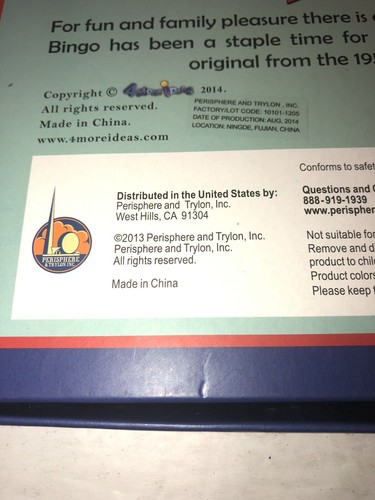 For fun and family pleasure there is
Bingo has been a staple time for
original from the 195
Copyright © 4 2014.
All rights reserved.
Made in China.
www.4moreideas.com
PERISPHERE AND TRYLON , INC.
FACTORY/LOT CODE: 10101-1205
DATE OF PRODUCTION: AUG, 2014
LOCATION: NINGDE, FUJIAN, CHINA
Conforms to safet
Distributed in the United States by:
Perisphere and Trylon, Inc.
West Hills, CA 91304
©2013 Perisphere and Trylon, Inc.
Perisphere and Trylon, Inc.
All rights reserved.
Made in China
PERISPHERE
& TRYLON INC.
Questions and
888-919-1939
www.perispher
Not suitable for
Remove and d
product to chil
Product colors
Please keep t